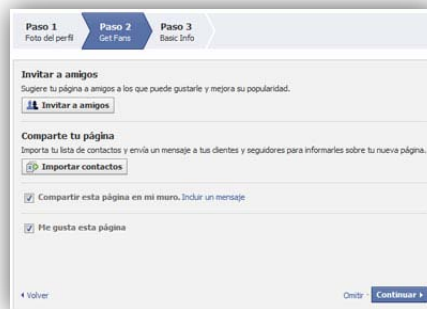 Paso 1
Foto del perfil
Paso 2
Get Fans
Paso 3
Basic Info
Invitar a amigos
Sugiere tu página a amigos a los que puede gustarle y mejora su popularidad.
Invitar a amigos
Comparte tu página
Importa tu lista de contactos y envía un mensaje a tus clientes y seguidores para informarles sobre tu nueva página.
Importar contactos
Compartir esta página en mi muro. Incluir un mensaje
Me gusta esta página
Volver
Omitir · Continuar